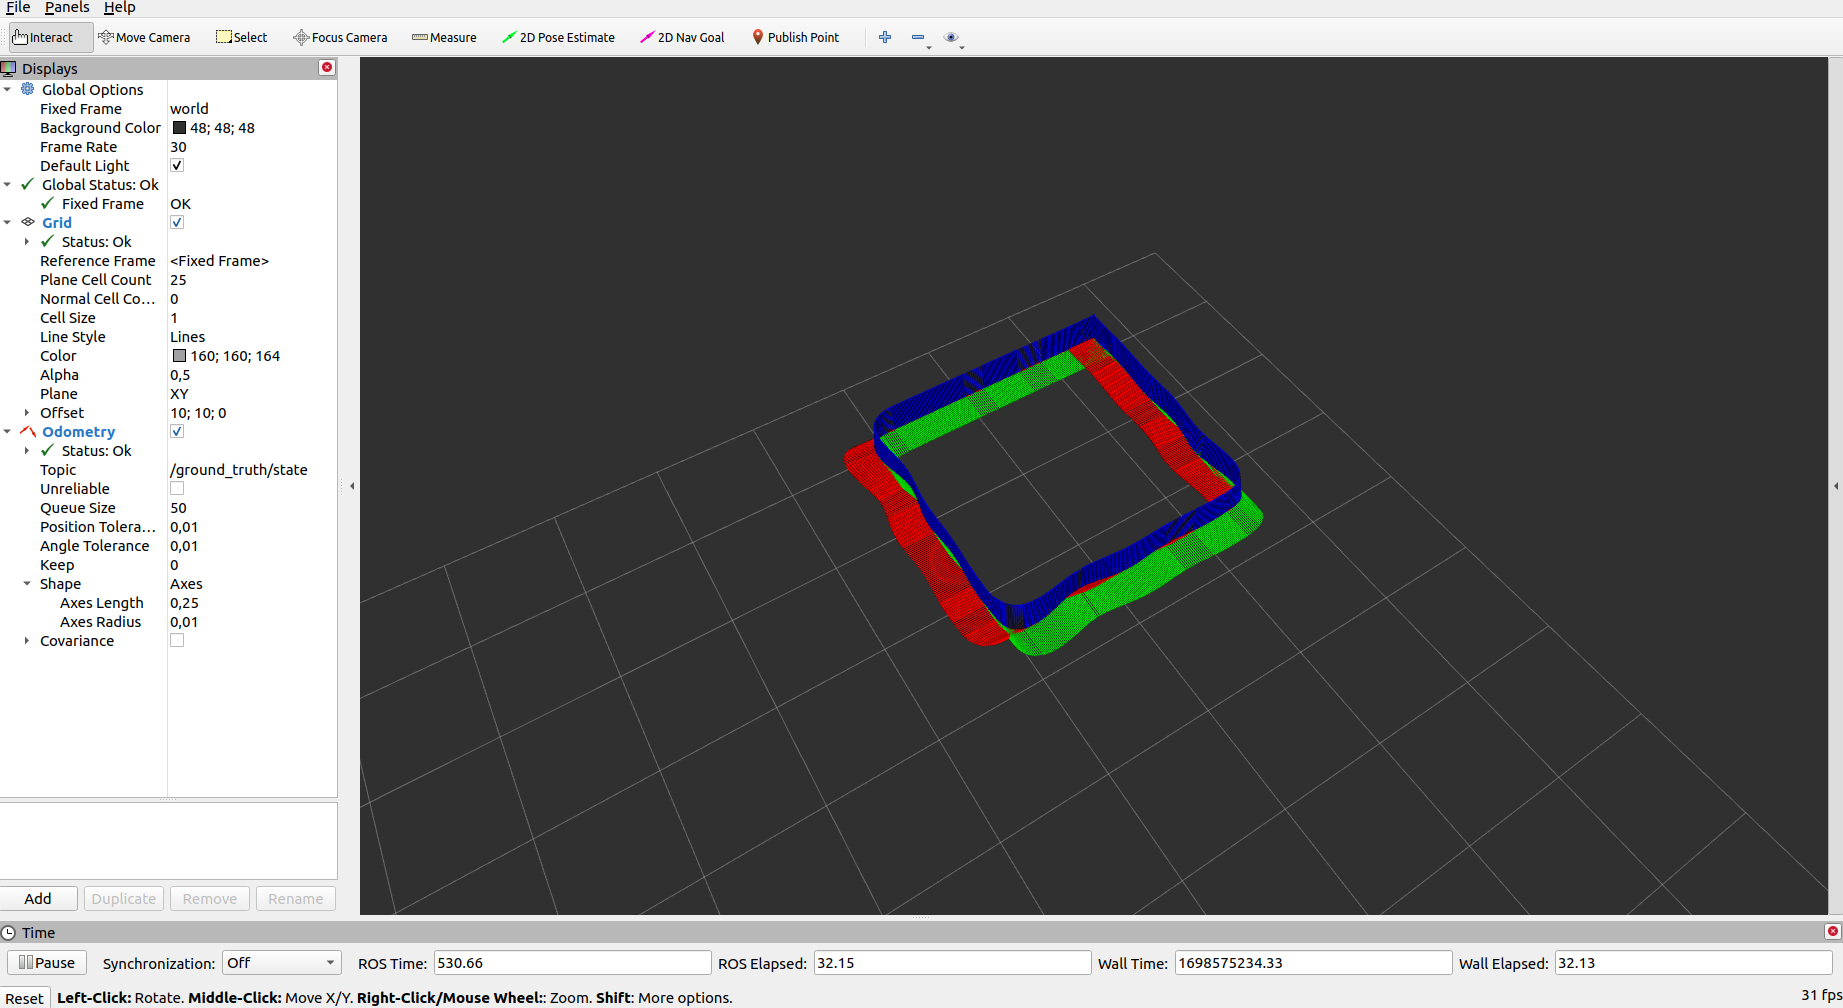 File Panels Help
Interact Move Camera Select Focus Camera Measure 2D Pose Estimate 2D Nav Goal Publish Point
Displays
Global Options
Fixed Frame world
Background Color 48; 48; 48
Frame Rate 30
Default Light
Global Status: Ok
Fixed Frame OK
Grid
Status: Ok
Reference Frame <Fixed Frame>
Plane Cell Count 25
Normal Cell Co... 0
Cell Size 1
Line Style Lines
Color 160; 160; 164
Alpha 0,5
Plane XY
Offset 10; 10; 0
Odometry
Status: Ok
Topic /ground_truth/state
Unreliable
Queue Size 50
Position Tolera... 0,01
Angle Tolerance 0,01
Keep 0
Shape Axes
Axes Length 0,25
Axes Radius 0,01
Covariance
Add Duplicate Remove Rename
Time
Pause Synchronization: Off ROS Time: 530.66 ROS Elapsed: 32.15 Wall Time: 1698575234.33 Wall Elapsed: 32.13
Reset Left-Click: Rotate. Middle-Click: Move X/Y. Right-Click/Mouse Wheel:: Zoom. Shift: More options. 31 fps